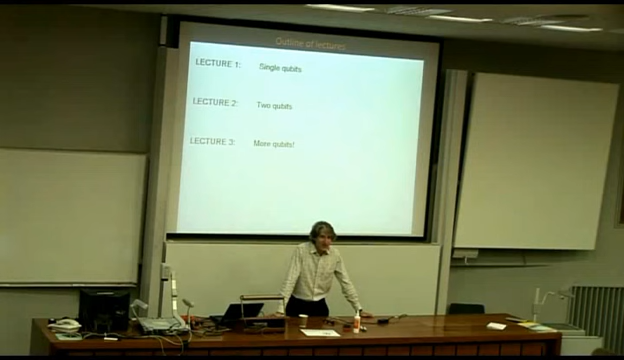 Outline of lectures
LECTURE 1: Single qubits
LECTURE 2: Two qubits
LECTURE 3: More qubits!